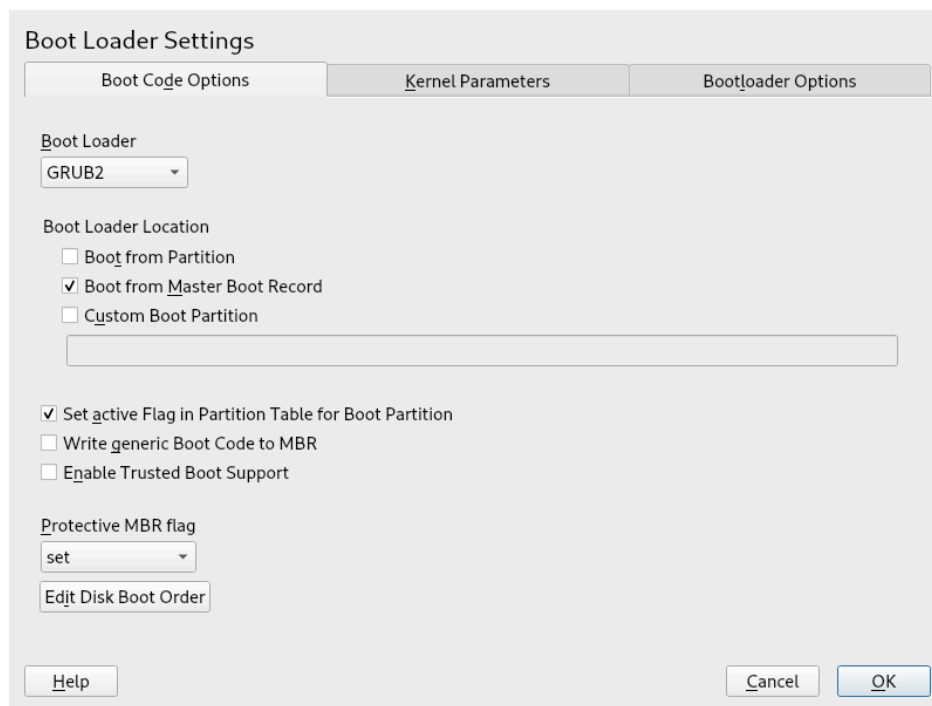 Boot Loader Settings
Boot Code Options Kernel Parameters Bootloader Options
Boot Loader
GRUB2
Boot Loader Location
Boot from Partition
Boot from Master Boot Record
Custom Boot Partition
Set active Flag in Partition Table for Boot Partition
Write generic Boot Code to MBR
Enable Trusted Boot Support
Protective MBR flag
set
Edit Disk Boot Order
Help Cancel OK